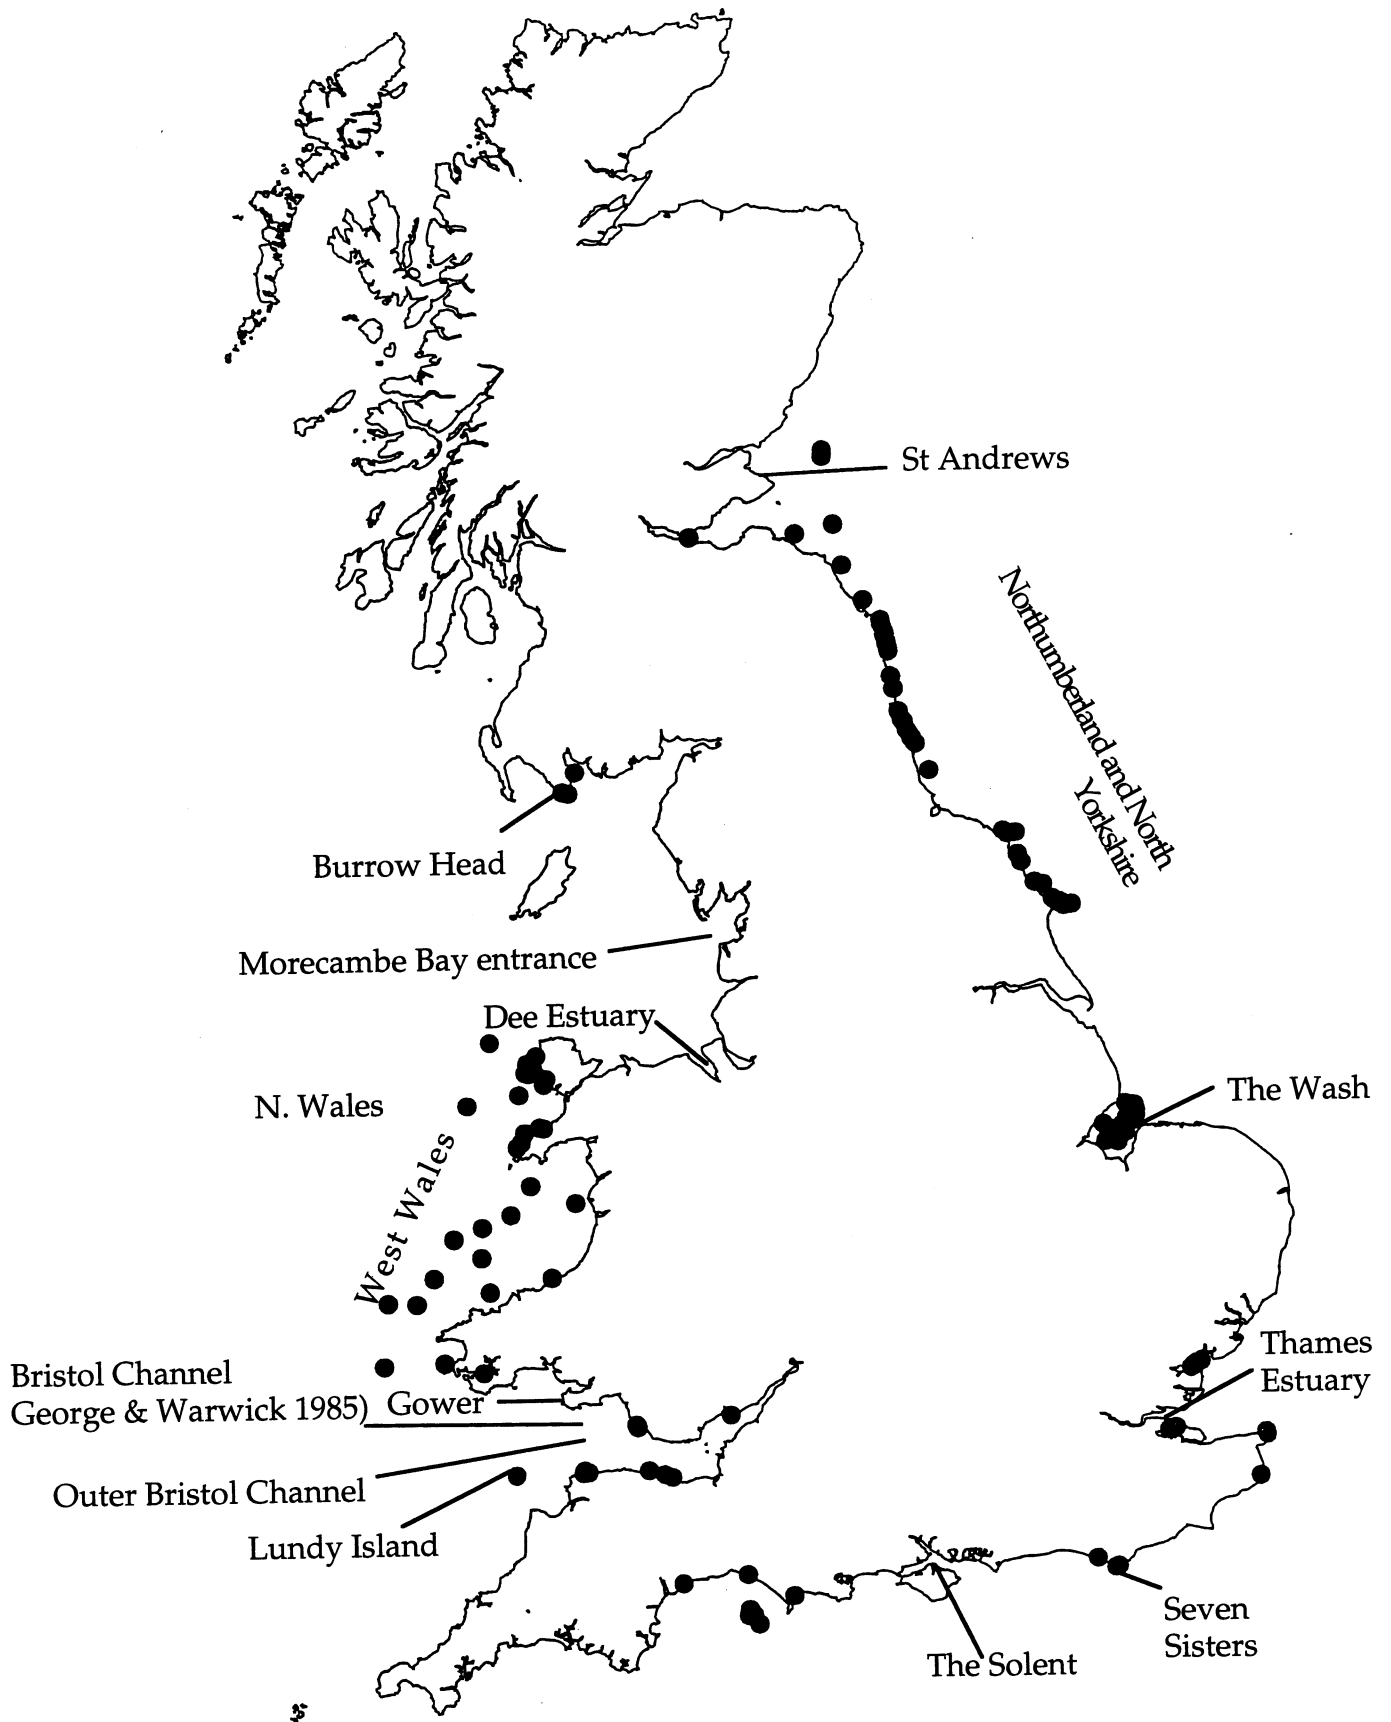 St Andrews
Northumberland and North
Yorkshire
Burrow Head
Morecambe Bay entrance
Dee Estuary
N. Wales
The Wash
West Wales
Thames
Estuary
Bristol Channel
George & Warwick 1985)
Gower
Outer Bristol Channel
Lundy Island
Seven
Sisters
The Solent